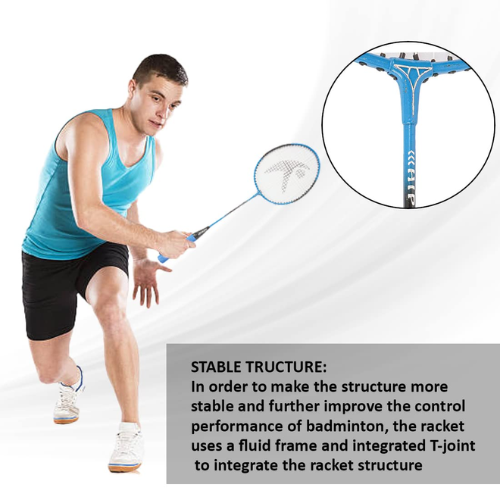 STABLE TRUCTURE:
In order to make the structure more
stable and further improve the control
performance of badminton, the racket
uses a fluid frame and integrated T-joint
to integrate the racket structure